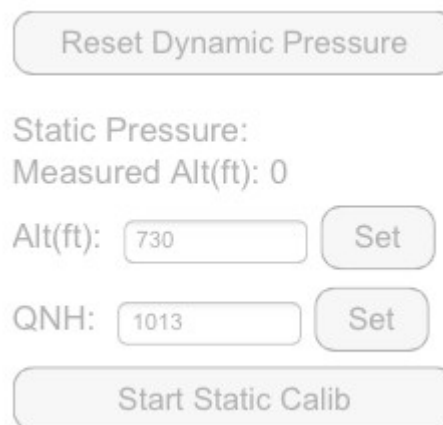 Reset Dynamic Pressure
Static Pressure:
Measured Alt(ft): 0
Alt(ft): 730 Set
QNH: 1013 Set
Start Static Calib